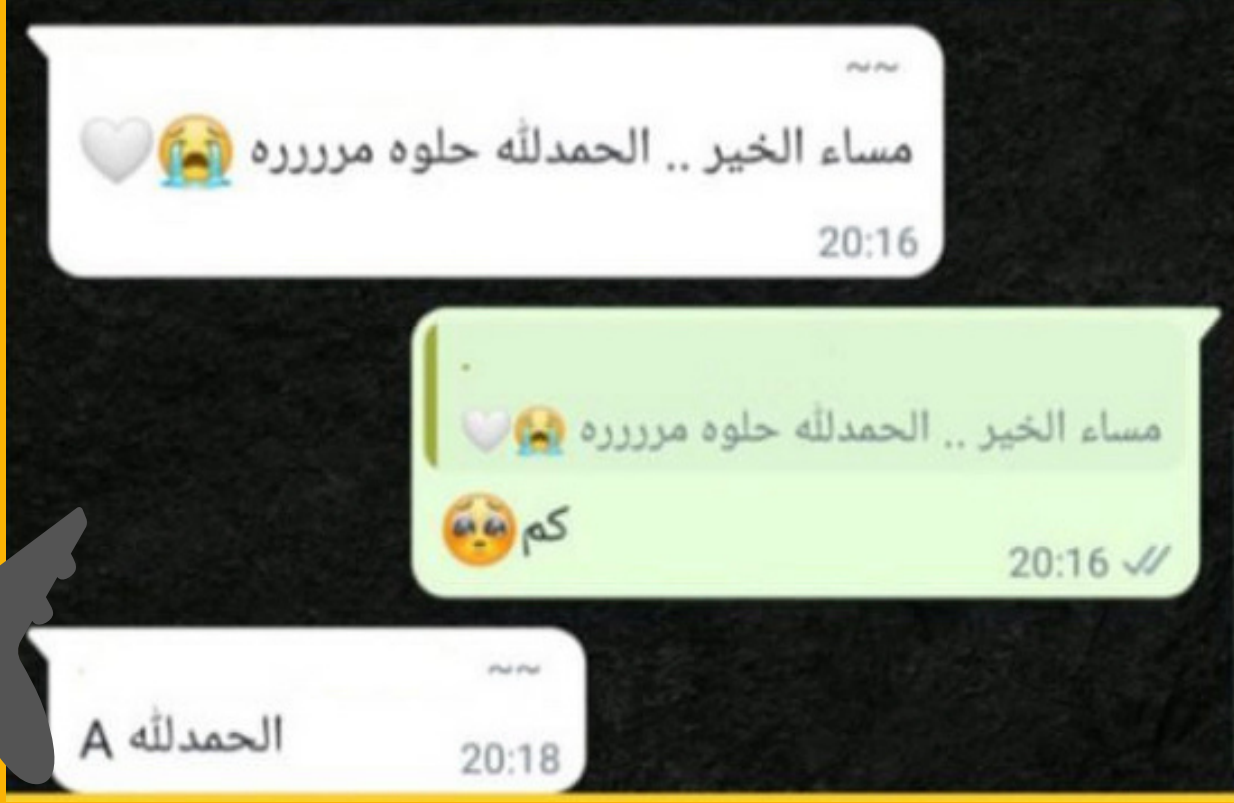 ~~
مساء الخير .. الحمدلله حلوه مرررره 😭🤍
20:16
.
مساء الخير .. الحمدلله حلوه مرررره 😭🤍
كم🥺
20:16
~~
الحمدلله A
20:18